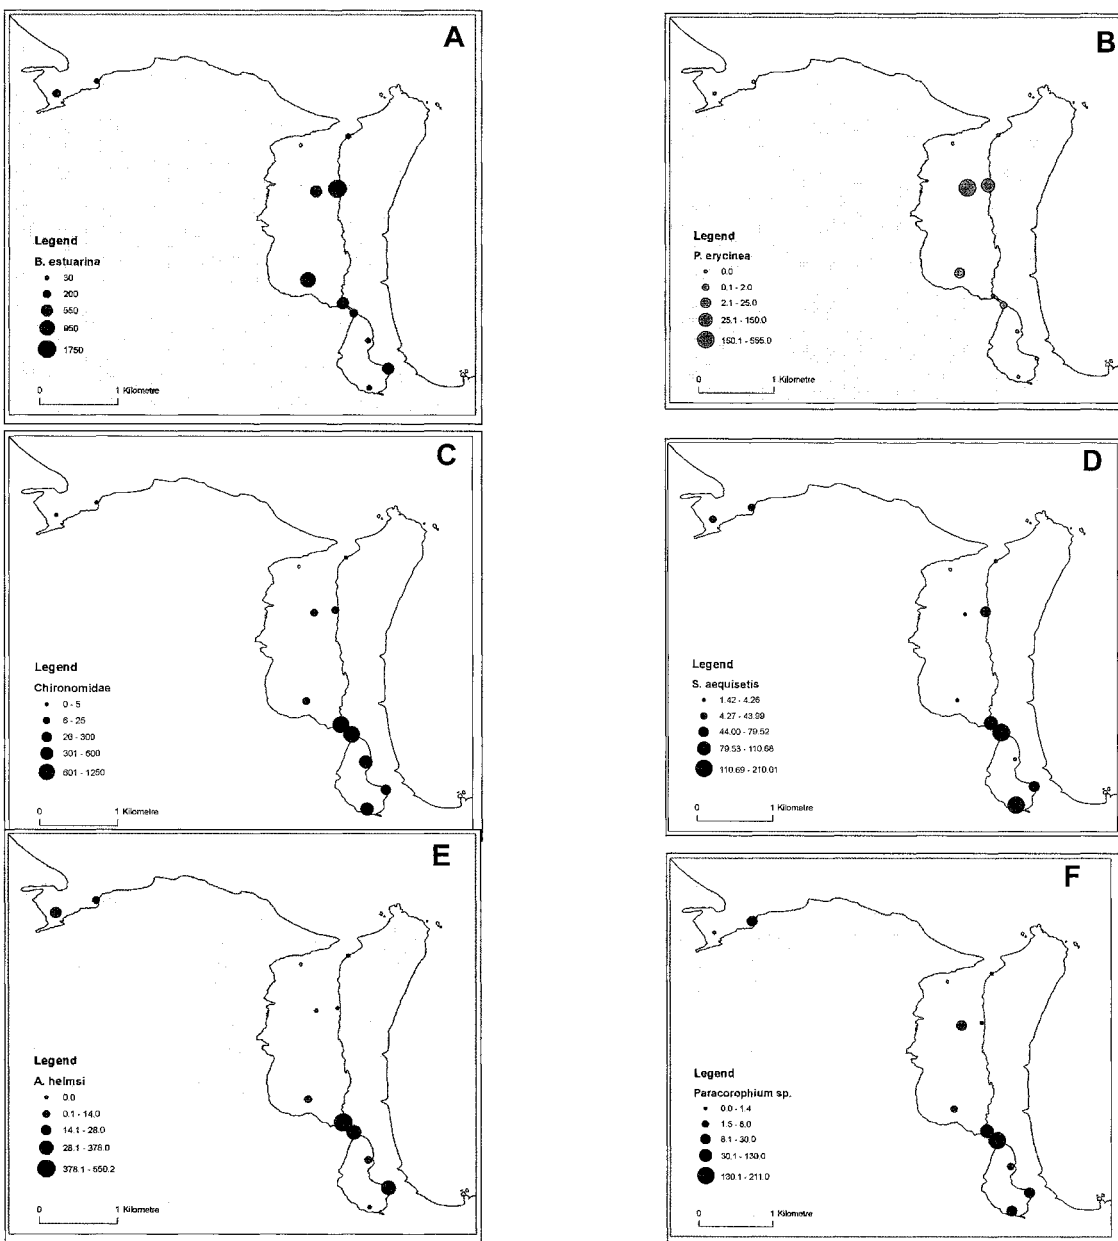 A
Legend
B. estuarina
30
200
550
950
1750
0 1 Kilometre
B
Legend
P. erycinea
0.0
0.1 - 2.0
2.1 - 25.0
25.1 - 150.0
150.1 - 555.0
0 1 Kilometre
C
Legend
Chironomidae
0 - 5
6 - 25
26 - 300
301 - 600
601 - 1250
0 1 Kilometre
D
Legend
S. aequisetis
1.42 - 4.26
4.27 - 43.99
44.00 - 79.52
79.53 - 110.68
110.69 - 210.01
0 1 Kilometre
E
Legend
A. helmsi
0.0
0.1 - 14.0
14.1 - 28.0
28.1 - 378.0
378.1 - 550.2
0 1 Kilometre
F
Legend
Paracorophium sp.
0.0 - 1.4
1.5 - 8.0
8.1 - 30.0
30.1 - 130.0
130.1 - 211.0
0 1 Kilometre